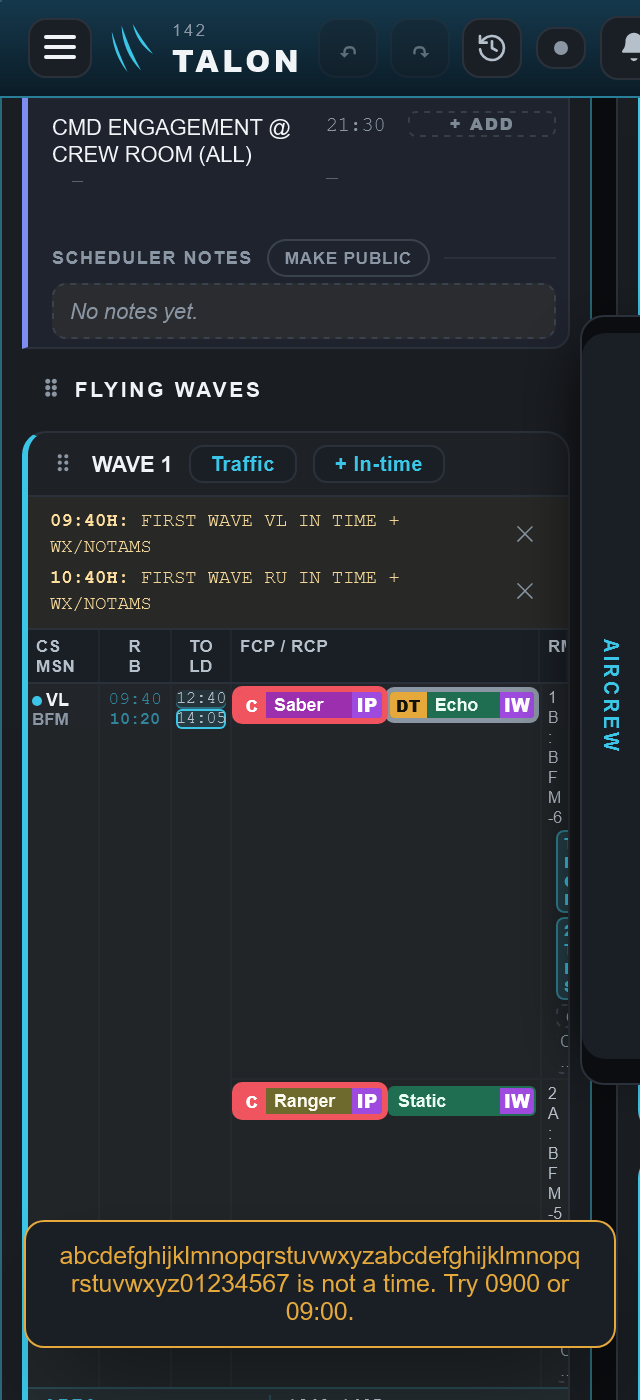 142
TALON
CMD ENGAGEMENT @
CREW ROOM (ALL)
21:30
+ ADD
—
—
SCHEDULER NOTES
MAKE PUBLIC
No notes yet.
FLYING WAVES
WAVE 1
Traffic
+ In-time
09:40H: FIRST WAVE VL IN TIME +
WX/NOTAMS
10:40H: FIRST WAVE RU IN TIME +
WX/NOTAMS
CS
MSN
R
B
TO
LD
FCP / RCP
VL
BFM
09:40
10:20
12:40
14:05
C Saber IP
DT Echo IW
1
B
:
B
F
M
-6
C Ranger IP
Static IW
2
A
:
B
F
M
-5
AIRCREW
abcdefghijklmnopqrstuvwxyzabcdefghijklmnopq
rstuvwxyz01234567 is not a time. Try 0900 or
09:00.